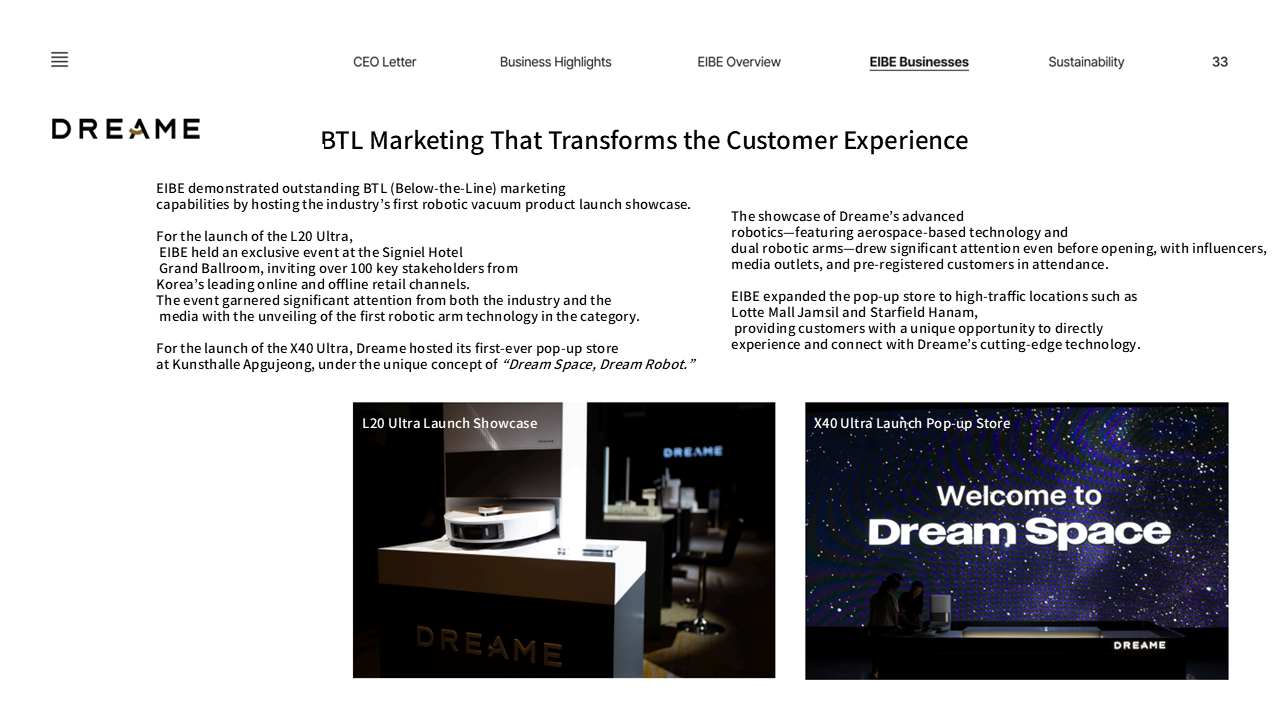 CEO Letter
Business Highlights
EIBE Overview
EIBE Businesses
Sustainability
33
DREAME
BTL Marketing That Transforms the Customer Experience
EIBE demonstrated outstanding BTL (Below-the-Line) marketing
capabilities by hosting the industry’s first robotic vacuum product launch showcase.
For the launch of the L20 Ultra,
EIBE held an exclusive event at the Signiel Hotel
Grand Ballroom, inviting over 100 key stakeholders from
Korea’s leading online and offline retail channels.
The event garnered significant attention from both the industry and the
media with the unveiling of the first robotic arm technology in the category.
For the launch of the X40 Ultra, Dreame hosted its first-ever pop-up store
at Kunsthalle Apgujeong, under the unique concept of “Dream Space, Dream Robot.”
The showcase of Dreame’s advanced
robotics—featuring aerospace-based technology and
dual robotic arms—drew significant attention even before opening, with influencers,
media outlets, and pre-registered customers in attendance.
EIBE expanded the pop-up store to high-traffic locations such as
Lotte Mall Jamsil and Starfield Hanam,
providing customers with a unique opportunity to directly
experience and connect with Dreame’s cutting-edge technology.
L20 Ultra Launch Showcase
DREAME
DREAME
X40 Ultra Launch Pop-up Store
Welcome to
Dream Space
DREAME